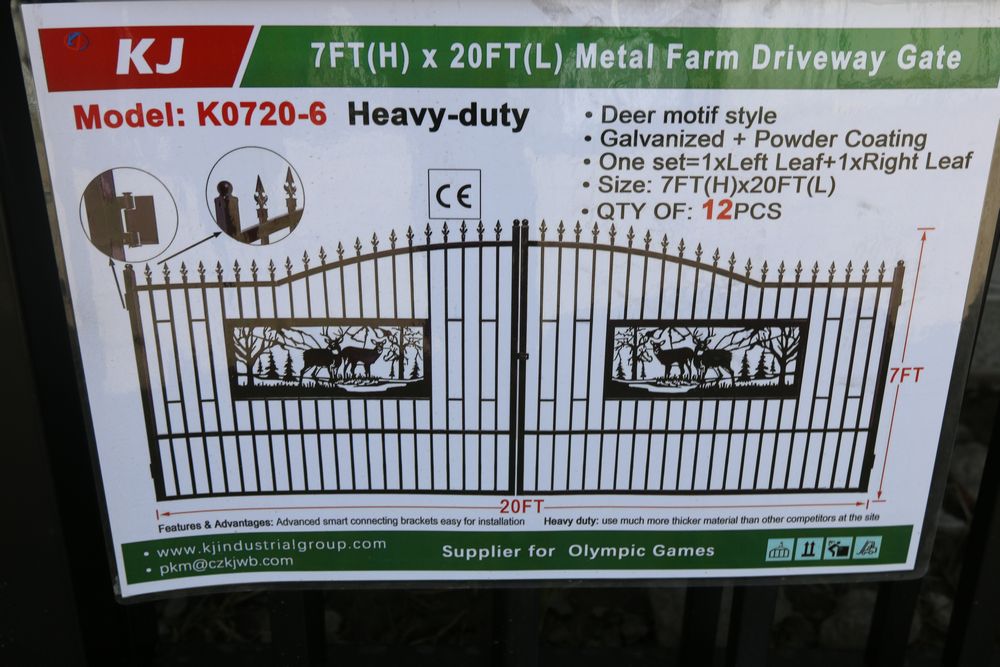 KJ
7FT(H) x 20FT(L) Metal Farm Driveway Gate
Model: K0720-6 Heavy-duty
• Deer motif style
• Galvanized + Powder Coating
• One set=1xLeft Leaf+1xRight Leaf
• Size: 7FT(H)x20FT(L)
• QTY OF: 12PCS
CE
7FT
20FT
Features & Advantages: Advanced smart connecting brackets easy for installation
Heavy duty: use much more thicker material than other competitors at the site
• www.kjindustrialgroup.com
• pkm@czkjwb.com
Supplier for Olympic Games